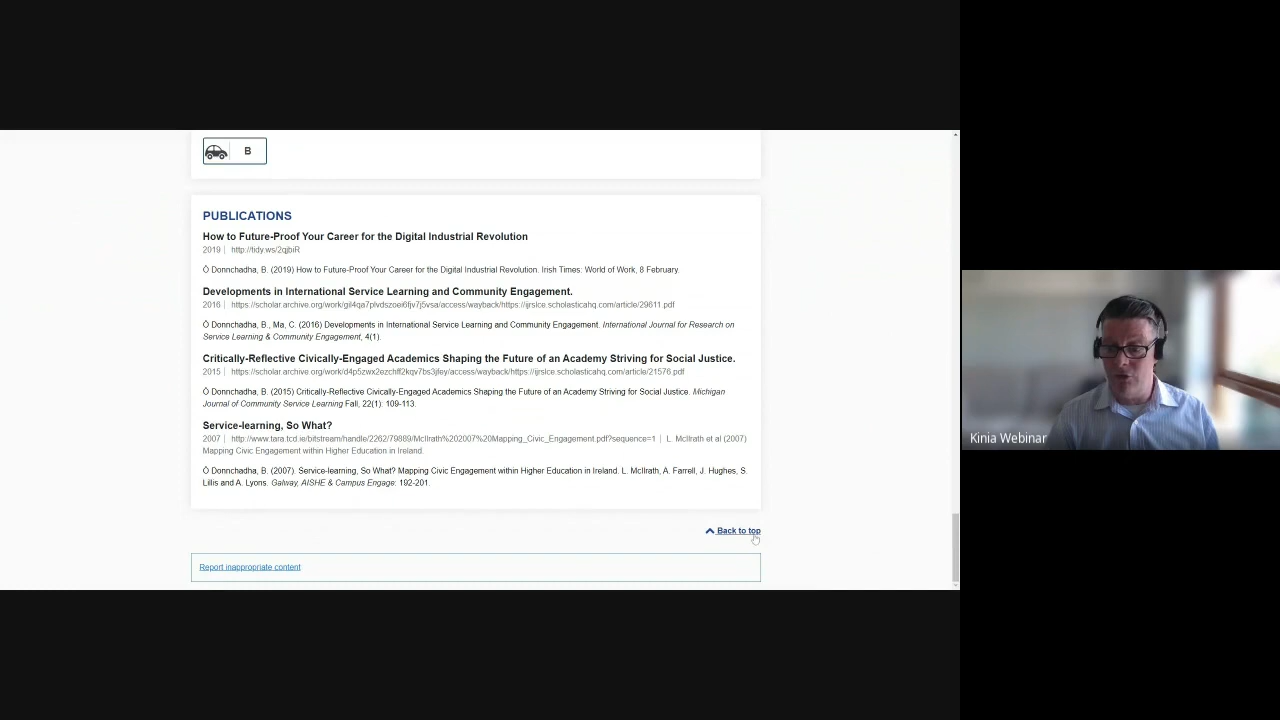 B
PUBLICATIONS
How to Future-Proof Your Career for the Digital Industrial Revolution
2019 | http://tidy.ws/2qjbiR
Ó Donnchadha, B. (2019) How to Future-Proof Your Career for the Digital Industrial Revolution. Irish Times: World of Work, 8 February.
Developments in International Service Learning and Community Engagement.
2016 | https://scholar.archive.org/work/gil4qa7plvdszoei6fjv7j5vsa/access/wayback/https://ijrslce.scholasticahq.com/article/29611.pdf
Ó Donnchadha, B., Ma, C. (2016) Developments in International Service Learning and Community Engagement. International Journal for Research on
Service Learning & Community Engagement, 4(1).
Critically-Reflective Civically-Engaged Academics Shaping the Future of an Academy Striving for Social Justice.
2015 | https://scholar.archive.org/work/d4p5zwx2ezchff2kqv7bs3jfey/access/wayback/https://ijrslce.scholasticahq.com/article/21576.pdf
Ó Donnchadha, B. (2015) Critically-Reflective Civically-Engaged Academics Shaping the Future of an Academy Striving for Social Justice. Michigan
Journal of Community Service Learning Fall, 22(1): 109-113.
Service-learning, So What?
2007 | http://www.tara.tcd.ie/bitstream/handle/2262/79889/McIlrath%202007%20Mapping_Civic_Engagement.pdf?sequence=1 | L. McIlrath et al (2007)
Mapping Civic Engagement within Higher Education in Ireland.
Ó Donnchadha, B. (2007). Service-learning, So What? Mapping Civic Engagement within Higher Education in Ireland. L. McIlrath, A. Farrell, J. Hughes, S.
Lillis and A. Lyons. Galway, AISHE & Campus Engage: 192-201.
Back to top
Report inappropriate content
Kinia Webinar